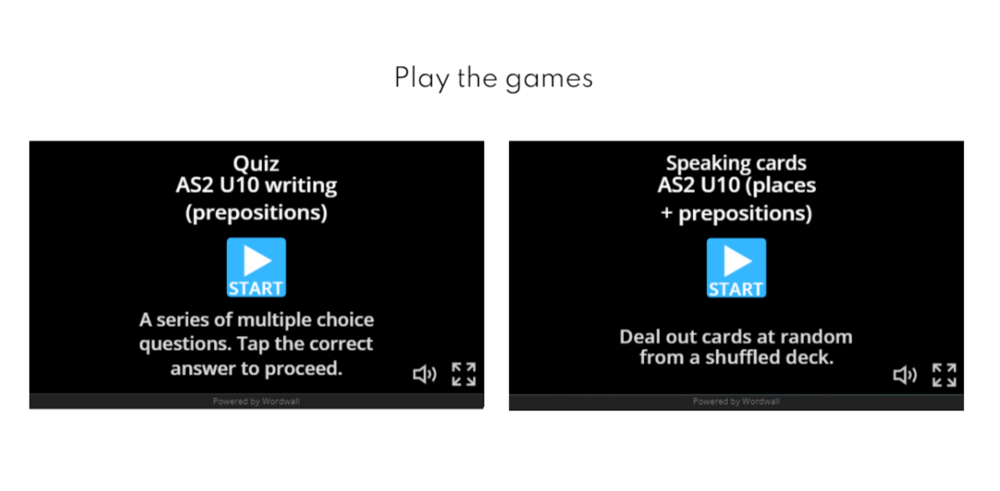 Play the games
Quiz
AS2 U10 writing
(prepositions)
START
A series of multiple choice
questions. Tap the correct
answer to proceed.
Powered by Wordwall
Speaking cards
AS2 U10 (places
+ prepositions)
START
Deal out cards at random
from a shuffled deck.
Powered by Wordwall